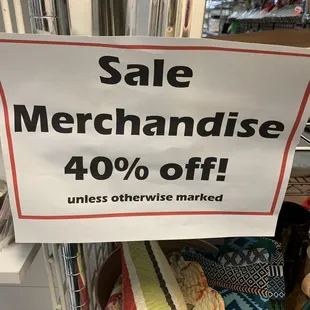 Sale
Merchandise
40% off!
unless otherwise marked